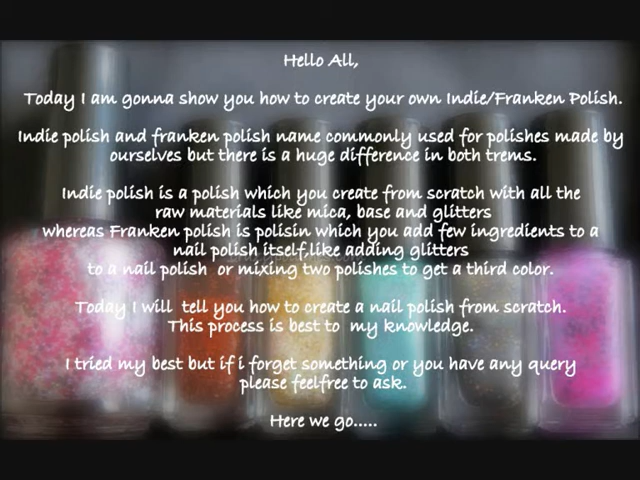 Hello All,
Today I am gonna show you how to create your own Indie/Franken Polish.
Indie polish and franken polish name commonly used for polishes made by
ourselves but there is a huge difference in both trems.
Indie polish is a polish which you create from scratch with all the
raw materials like mica, base and glitters
whereas Franken polish is polisin which you add few ingredients to a
nail polish itself,like adding glitters
to a nail polish or mixing two polishes to get a third color.
Today I will tell you how to create a nail polish from scratch.
This process is best to my knowledge.
I tried my best but if i forget something or you have any query
please feelfree to ask.
Here we go.....